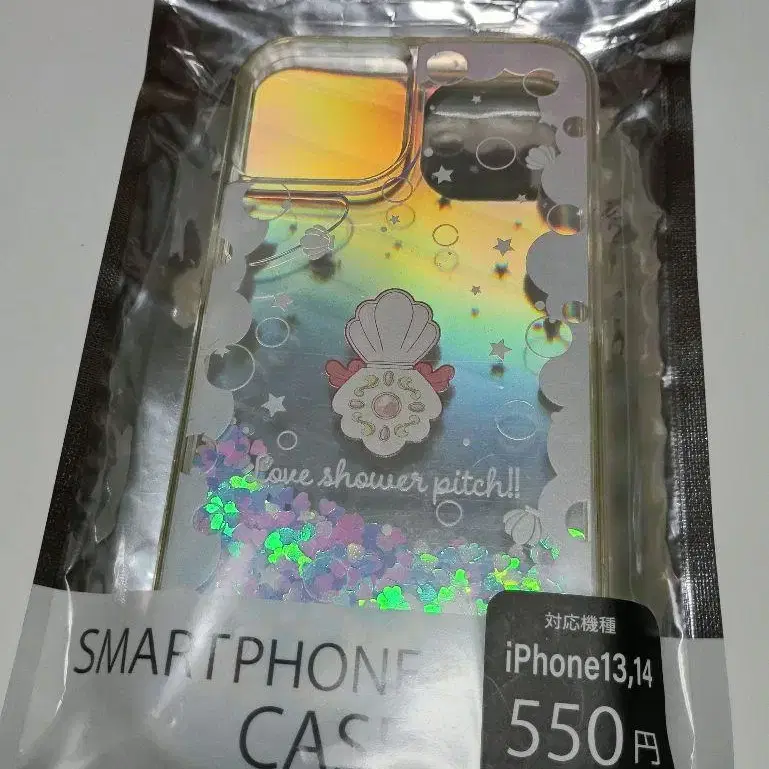 Love shower pitch!!
SMARTPHONE
CASE
対応機種
iPhone13,14
550円